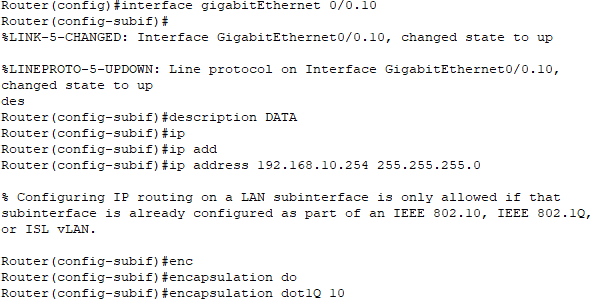 Router(config)#interface gigabitEthernet 0/0.10
Router(config-subif)#
%LINK-5-CHANGED: Interface GigabitEthernet0/0.10, changed state to up
%LINEPROTO-5-UPDOWN: Line protocol on Interface GigabitEthernet0/0.10,
changed state to up
des
Router(config-subif)#description DATA
Router(config-subif)#ip
Router(config-subif)#ip add
Router(config-subif)#ip address 192.168.10.254 255.255.255.0
% Configuring IP routing on a LAN subinterface is only allowed if that
subinterface is already configured as part of an IEEE 802.10, IEEE 802.1Q,
or ISL vLAN.
Router(config-subif)#enc
Router(config-subif)#encapsulation do
Router(config-subif)#encapsulation dot1Q 10